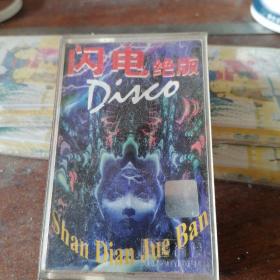 闪电绝版
Disco
Shan Dian Jue Ban